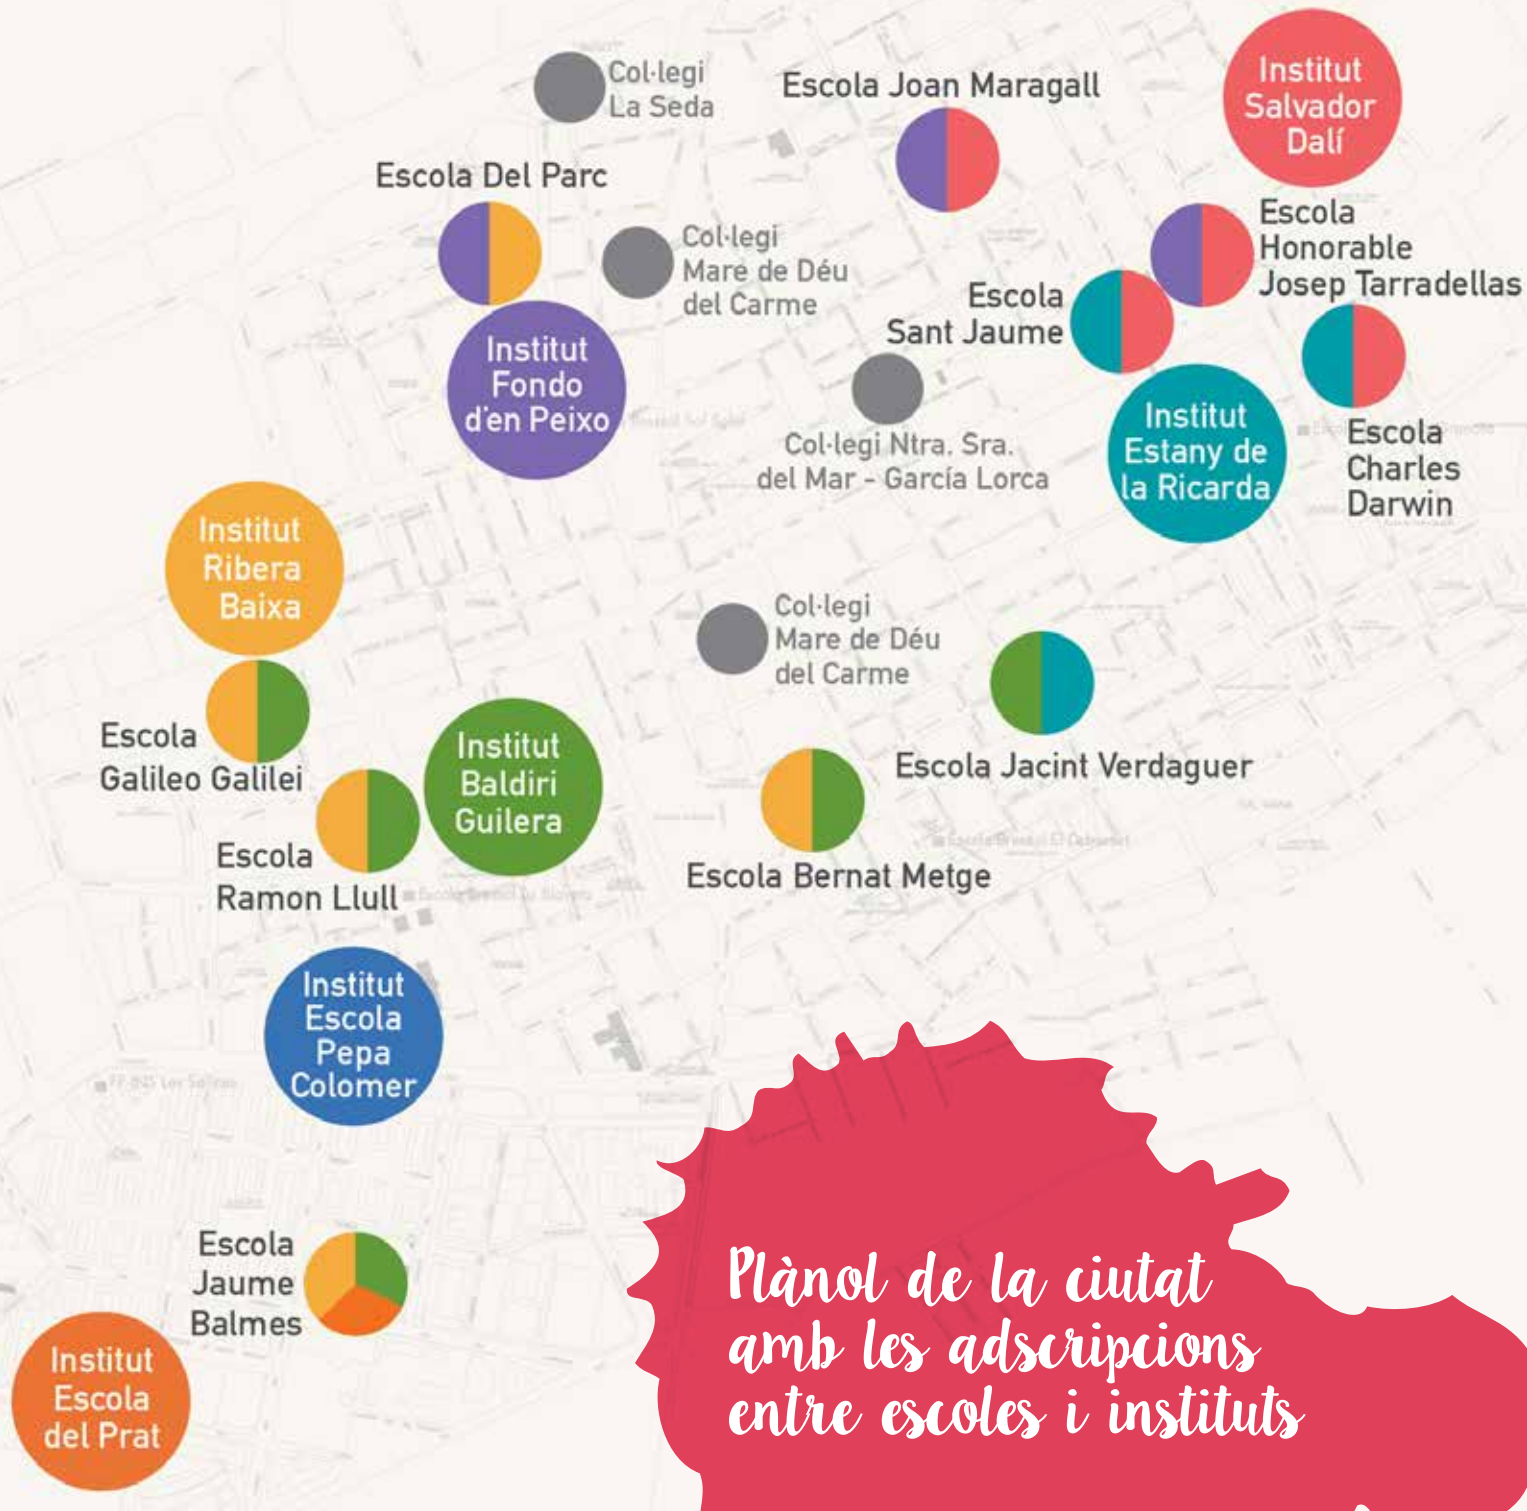 Col·legi
La Seda
Escola Joan Maragall
Institut
Salvador
Dalí
Escola Del Parc
Col·legi
Mare de Déu
del Carme
Escola
Honorable
Josep Tarradellas
Escola
Sant Jaume
Institut
Fondo
d'en Peixo
Col·legi Ntra. Sra.
del Mar - García Lorca
Institut
Estany de
la Ricarda
Escola
Charles
Darwin
Institut
Ribera
Baixa
Col·legi
Mare de Déu
del Carme
Escola
Galileo Galilei
Institut
Baldiri
Guilera
Escola Jacint Verdaguer
Escola
Ramon Llull
Escola Bernat Metge
Institut
Escola
Pepa
Colomer
Escola
Jaume
Balmes
Institut
Escola
del Prat
Plànol de la ciutat
amb les adscripcions
entre escoles i instituts